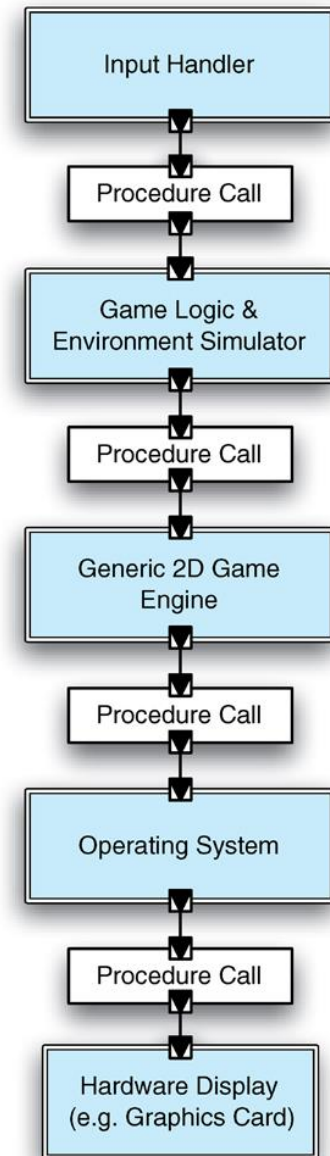 Input Handler
Procedure Call
Game Logic &
Environment Simulator
Procedure Call
Generic 2D Game
Engine
Procedure Call
Operating System
Procedure Call
Hardware Display
(e.g. Graphics Card)